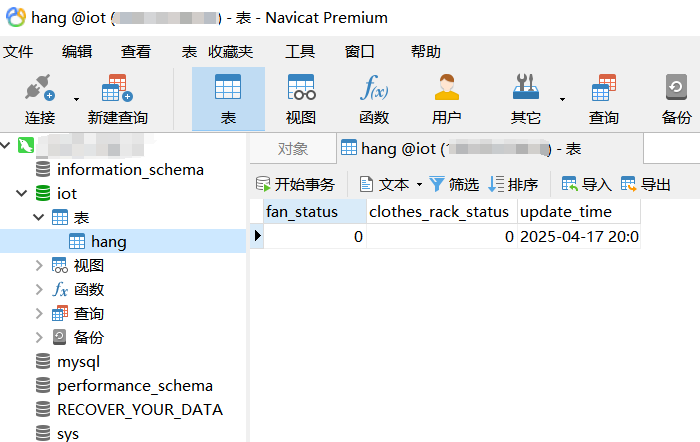 hang @iot ( ) - 表 - Navicat Premium
文件 编辑 查看 表 收藏夹 工具 窗口 帮助
连接 新建查询 表 视图 函数 用户 其它 查询 备份
对象 hang @iot (1 ) - 表
开始事务 文本 筛选 排序 导入 导出
fan_status clothes_rack_status update_time
0 0 2025-04-17 20:0
information_schema
iot
表
hang
视图
函数
查询
备份
mysql
performance_schema
RECOVER_YOUR_DATA
sys